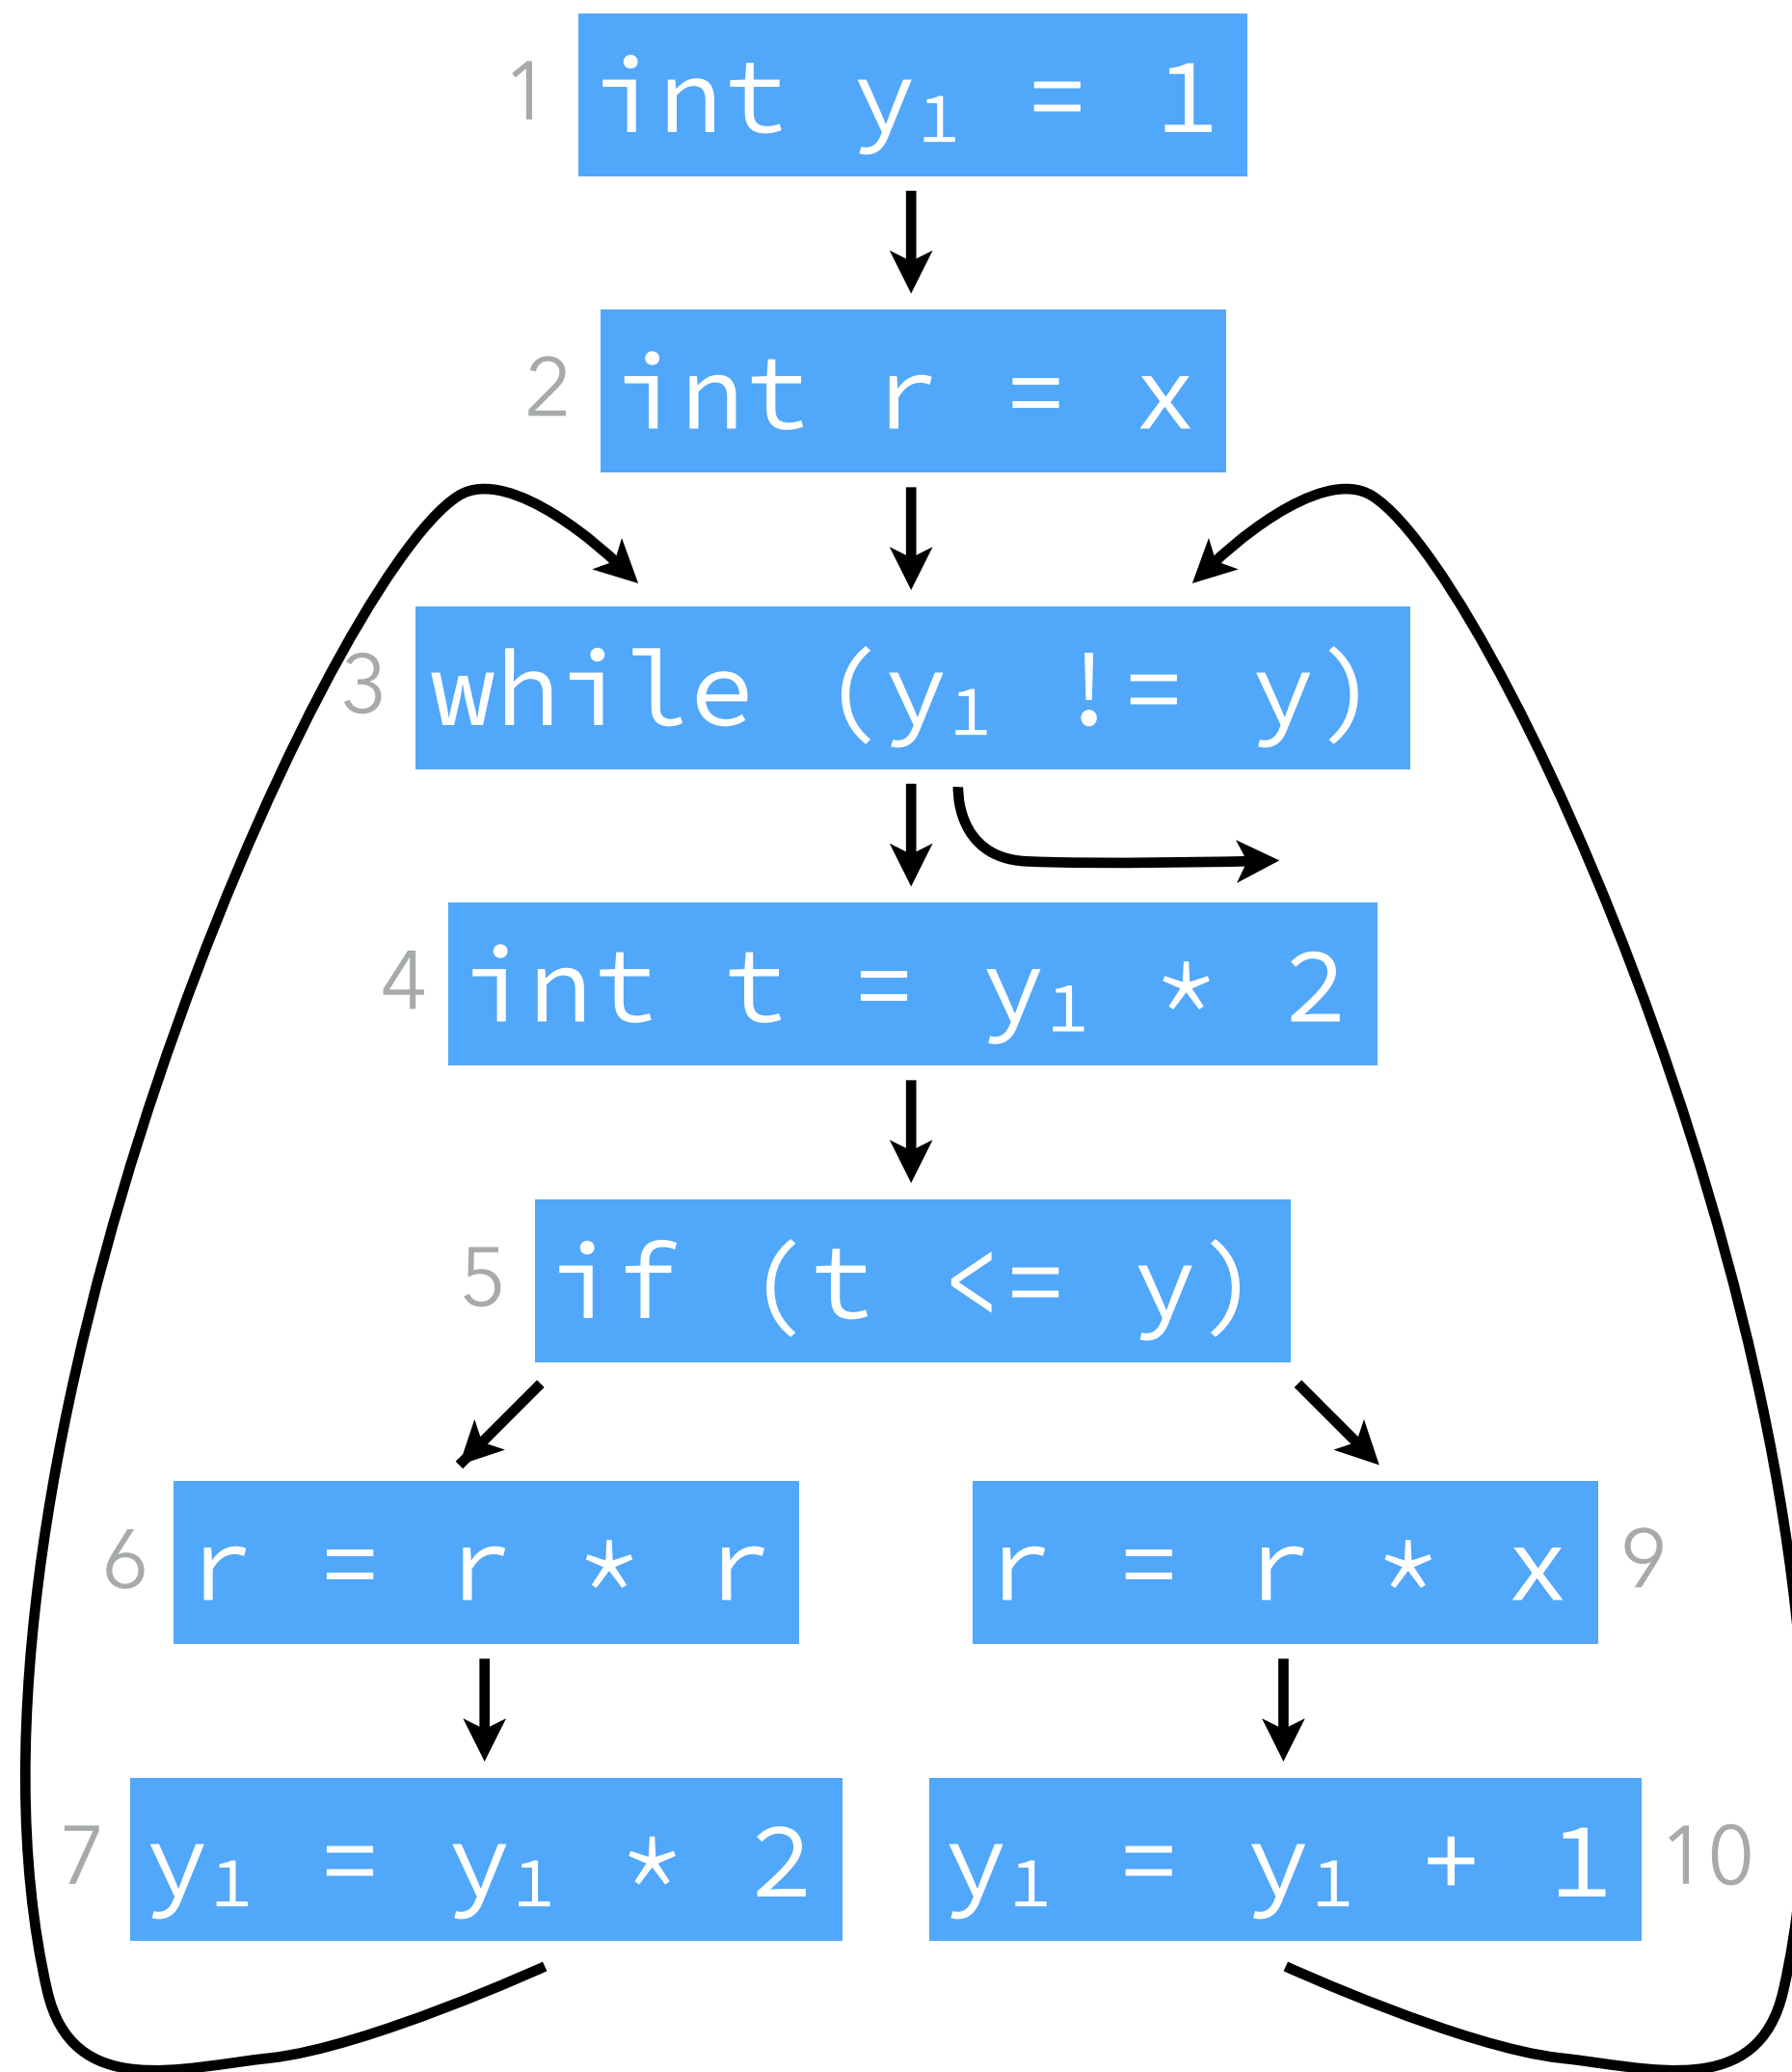 1 int y₁ = 1
2 int r = x
3 while (y₁ != y)
4 int t = y₁ * 2
5 if (t <= y)
6 r = r * r
r = r * x 9
7 y₁ = y₁ * 2
y₁ = y₁ + 1 10